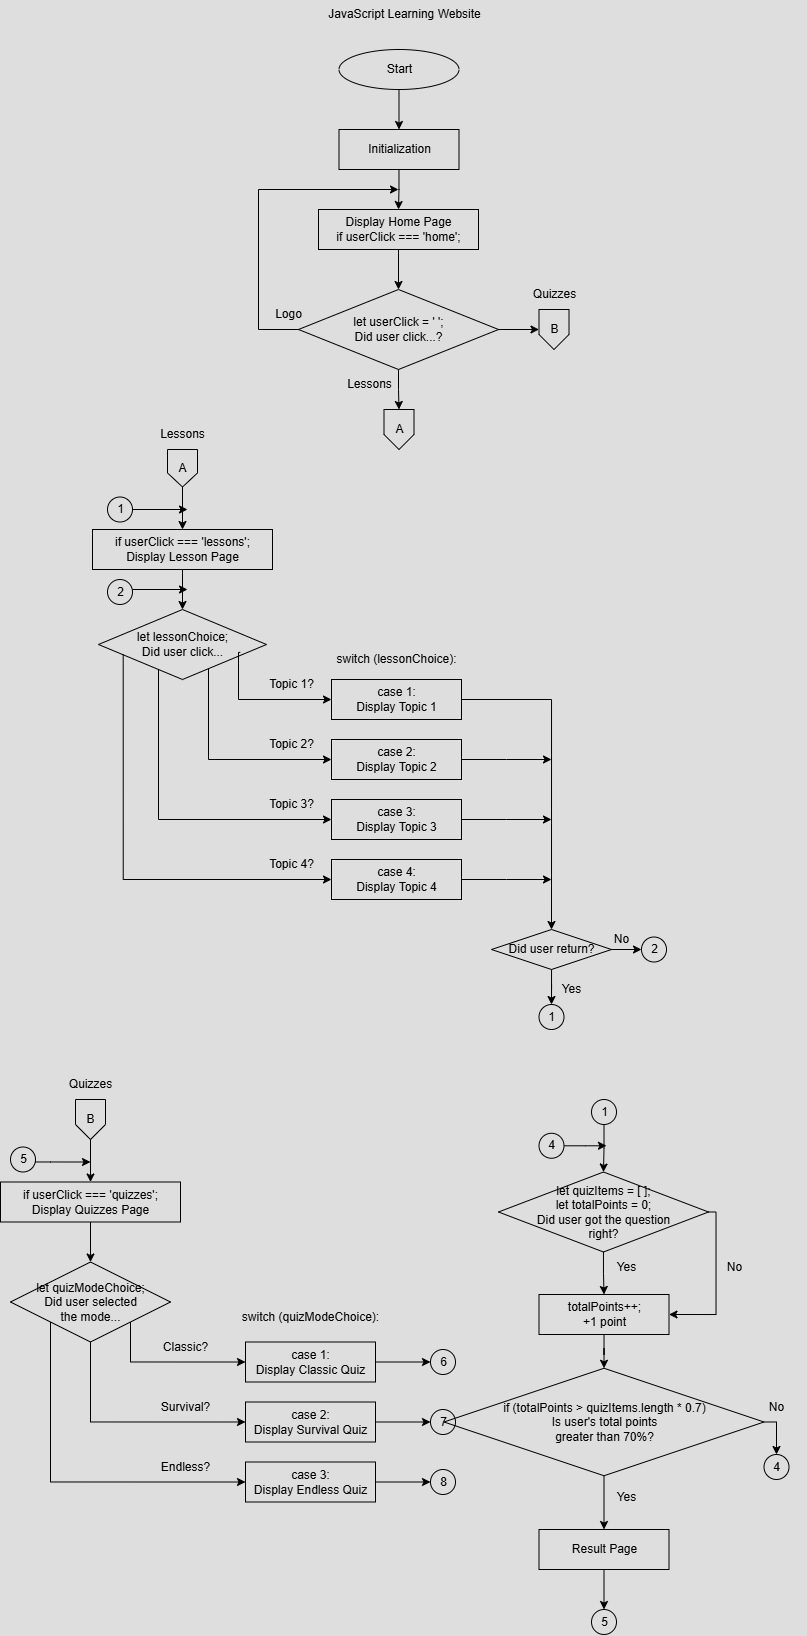 JavaScript Learning Website
Start
Initialization
Display Home Page
if userClick === 'home';
Logo
let userClick = ' ';
Did user click...?
Quizzes
B
Lessons
A
Lessons
A
1
if userClick === 'lessons';
Display Lesson Page
2
let lessonChoice;
Did user click...
switch (lessonChoice):
Topic 1?
case 1:
Display Topic 1
Topic 2?
case 2:
Display Topic 2
Topic 3?
case 3:
Display Topic 3
Topic 4?
case 4:
Display Topic 4
Did user return?
No
2
Yes
1
Quizzes
B
5
if userClick === 'quizzes';
Display Quizzes Page
let quizModeChoice;
Did user selected
the mode...
switch (quizModeChoice):
Classic?
case 1:
Display Classic Quiz
6
Survival?
case 2:
Display Survival Quiz
7
Endless?
case 3:
Display Endless Quiz
8
1
4
let quizItems = [ ];
let totalPoints = 0;
Did user got the question
right?
Yes
No
totalPoints++;
+1 point
if (totalPoints > quizItems.length * 0.7)
Is user's total points
greater than 70%?
No
4
Yes
Result Page
5